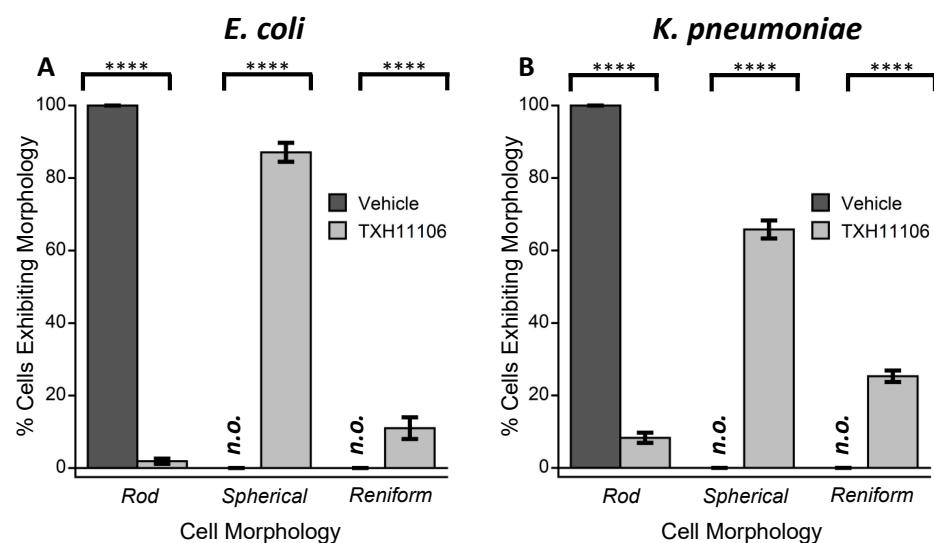 E. coli
A
**** **** ****
% Cells Exhibiting Morphology
100
80
60
40
20
0
Vehicle
TXH11106
n.o.
n.o.
Rod Spherical Reniform
Cell Morphology
K. pneumoniae
B
**** **** ****
% Cells Exhibiting Morphology
100
80
60
40
20
0
Vehicle
TXH11106
n.o.
n.o.
Rod Spherical Reniform
Cell Morphology